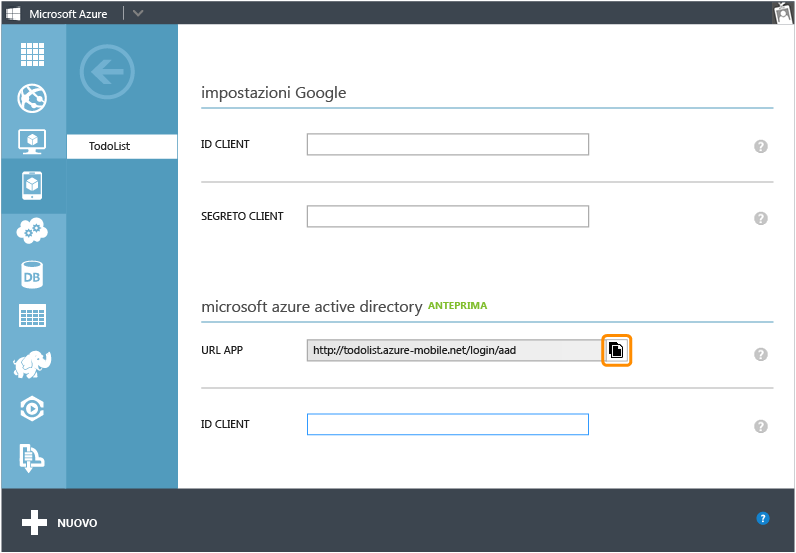 Microsoft Azure
TodoList
impostazioni Google
ID CLIENT
?
SEGRETO CLIENT
?
microsoft azure active directory ANTEPRIMA
URL APP
http://todolist.azure-mobile.net/login/aad
?
ID CLIENT
?
DB
NUOVO
?